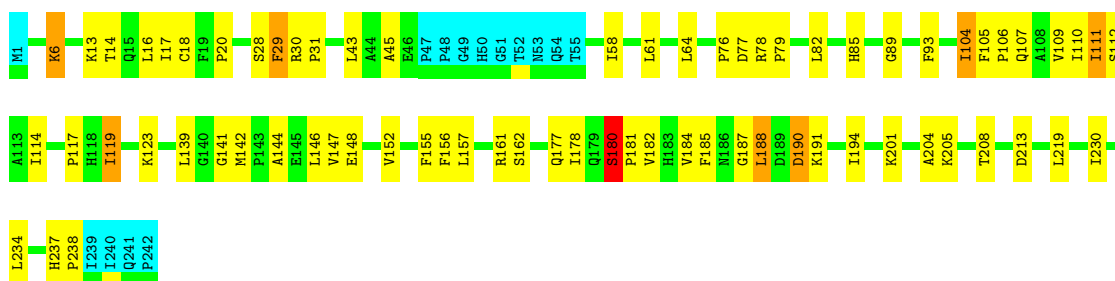 M1 K6 K13 T14 Q15 L16 I17 C18 F19 P20 S28 F29 R30 P31 L43 A44 A45 E46 P47 P48 G49 H50 G51 T52 N53 Q54 T55 I58 L61 L64 P76 D77 R78 P79 L82 H85 G89 F93 I104 F105 P106 Q107 A108 V109 I110 I111 S112
A113 I114 P117 H118 I119 K123 L139 G140 G141 M142 P143 A144 E145 L146 V147 E148 V152 F155 F156 L157 R161 S162 Q177 I178 Q179 S180 P181 V182 H183 V184 F185 N186 G187 L188 D189 D190 K191 I194 K201 A204 K205 T208 D213 L219 I230
L234 H237 P238 I239 I240 Q241 P242